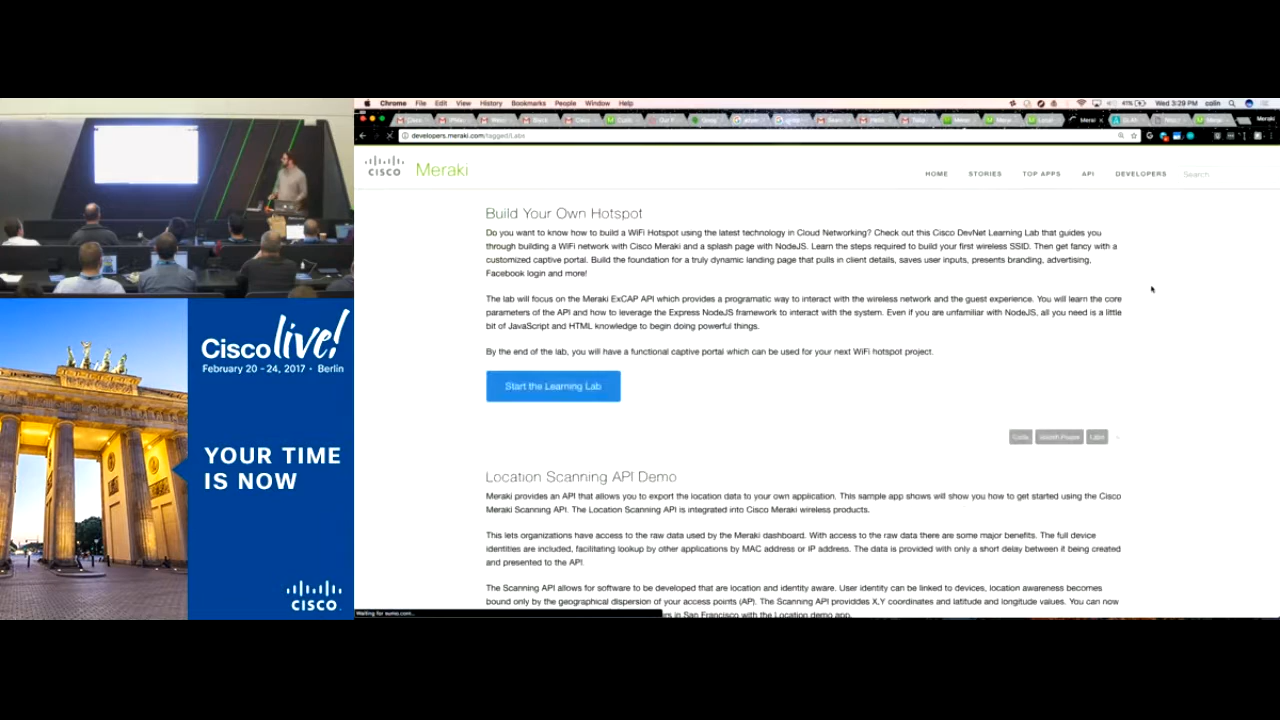 Chrome File Edit View History Bookmarks People Window Help
41% Wed 3:29 PM colin
developers.meraki.com/tagged/Labs
Meraki
CISCO Meraki
HOME STORIES TOP APPS API DEVELOPERS Search
Build Your Own Hotspot
Do you want to know how to build a WiFi Hotspot using the latest technology in Cloud Networking? Check out this Cisco DevNet Learning Lab that guides you
through building a WiFi network with Cisco Meraki and a splash page with NodeJS. Learn the steps required to build your first wireless SSID. Then get fancy with a
customized captive portal. Build the foundation for a truly dynamic landing page that pulls in client details, saves user inputs, presents branding, advertising,
Facebook login and more!
The lab will focus on the Meraki ExCAP API which provides a programatic way to interact with the wireless network and the guest experience. You will learn the core
parameters of the API and how to leverage the Express NodeJS framework to interact with the system. Even if you are unfamiliar with NodeJS, all you need is a little
bit of JavaScript and HTML knowledge to begin doing powerful things.
By the end of the lab, you will have a functional captive portal which can be used for your next WiFi hotspot project.
Start the Learning Lab
Labs
Location Scanning API Demo
Meraki provides an API that allows you to export the location data to your own application. This sample app shows will show you how to get started using the Cisco
Meraki Scanning API. The Location Scanning API is integrated into Cisco Meraki wireless products.
This lets organizations have access to the raw data used by the Meraki dashboard. With access to the raw data there are some major benefits. The full device
identities are included, facilitating lookup by other applications by MAC address or IP address. The data is provided with only a short delay between it being created
and presented to the API.
The Scanning API allows for software to be developed that are location and identity aware. User identity can be linked to devices, location awareness becomes
bound only by the geographical dispersion of your access points (AP). The Scanning API providdes X,Y coordinates and latitude and longitude values. You can now
rs in San Francisco with the Location demo app.
Cisco live!
February 20 - 24, 2017 • Berlin
YOUR TIME
IS NOW
CISCO